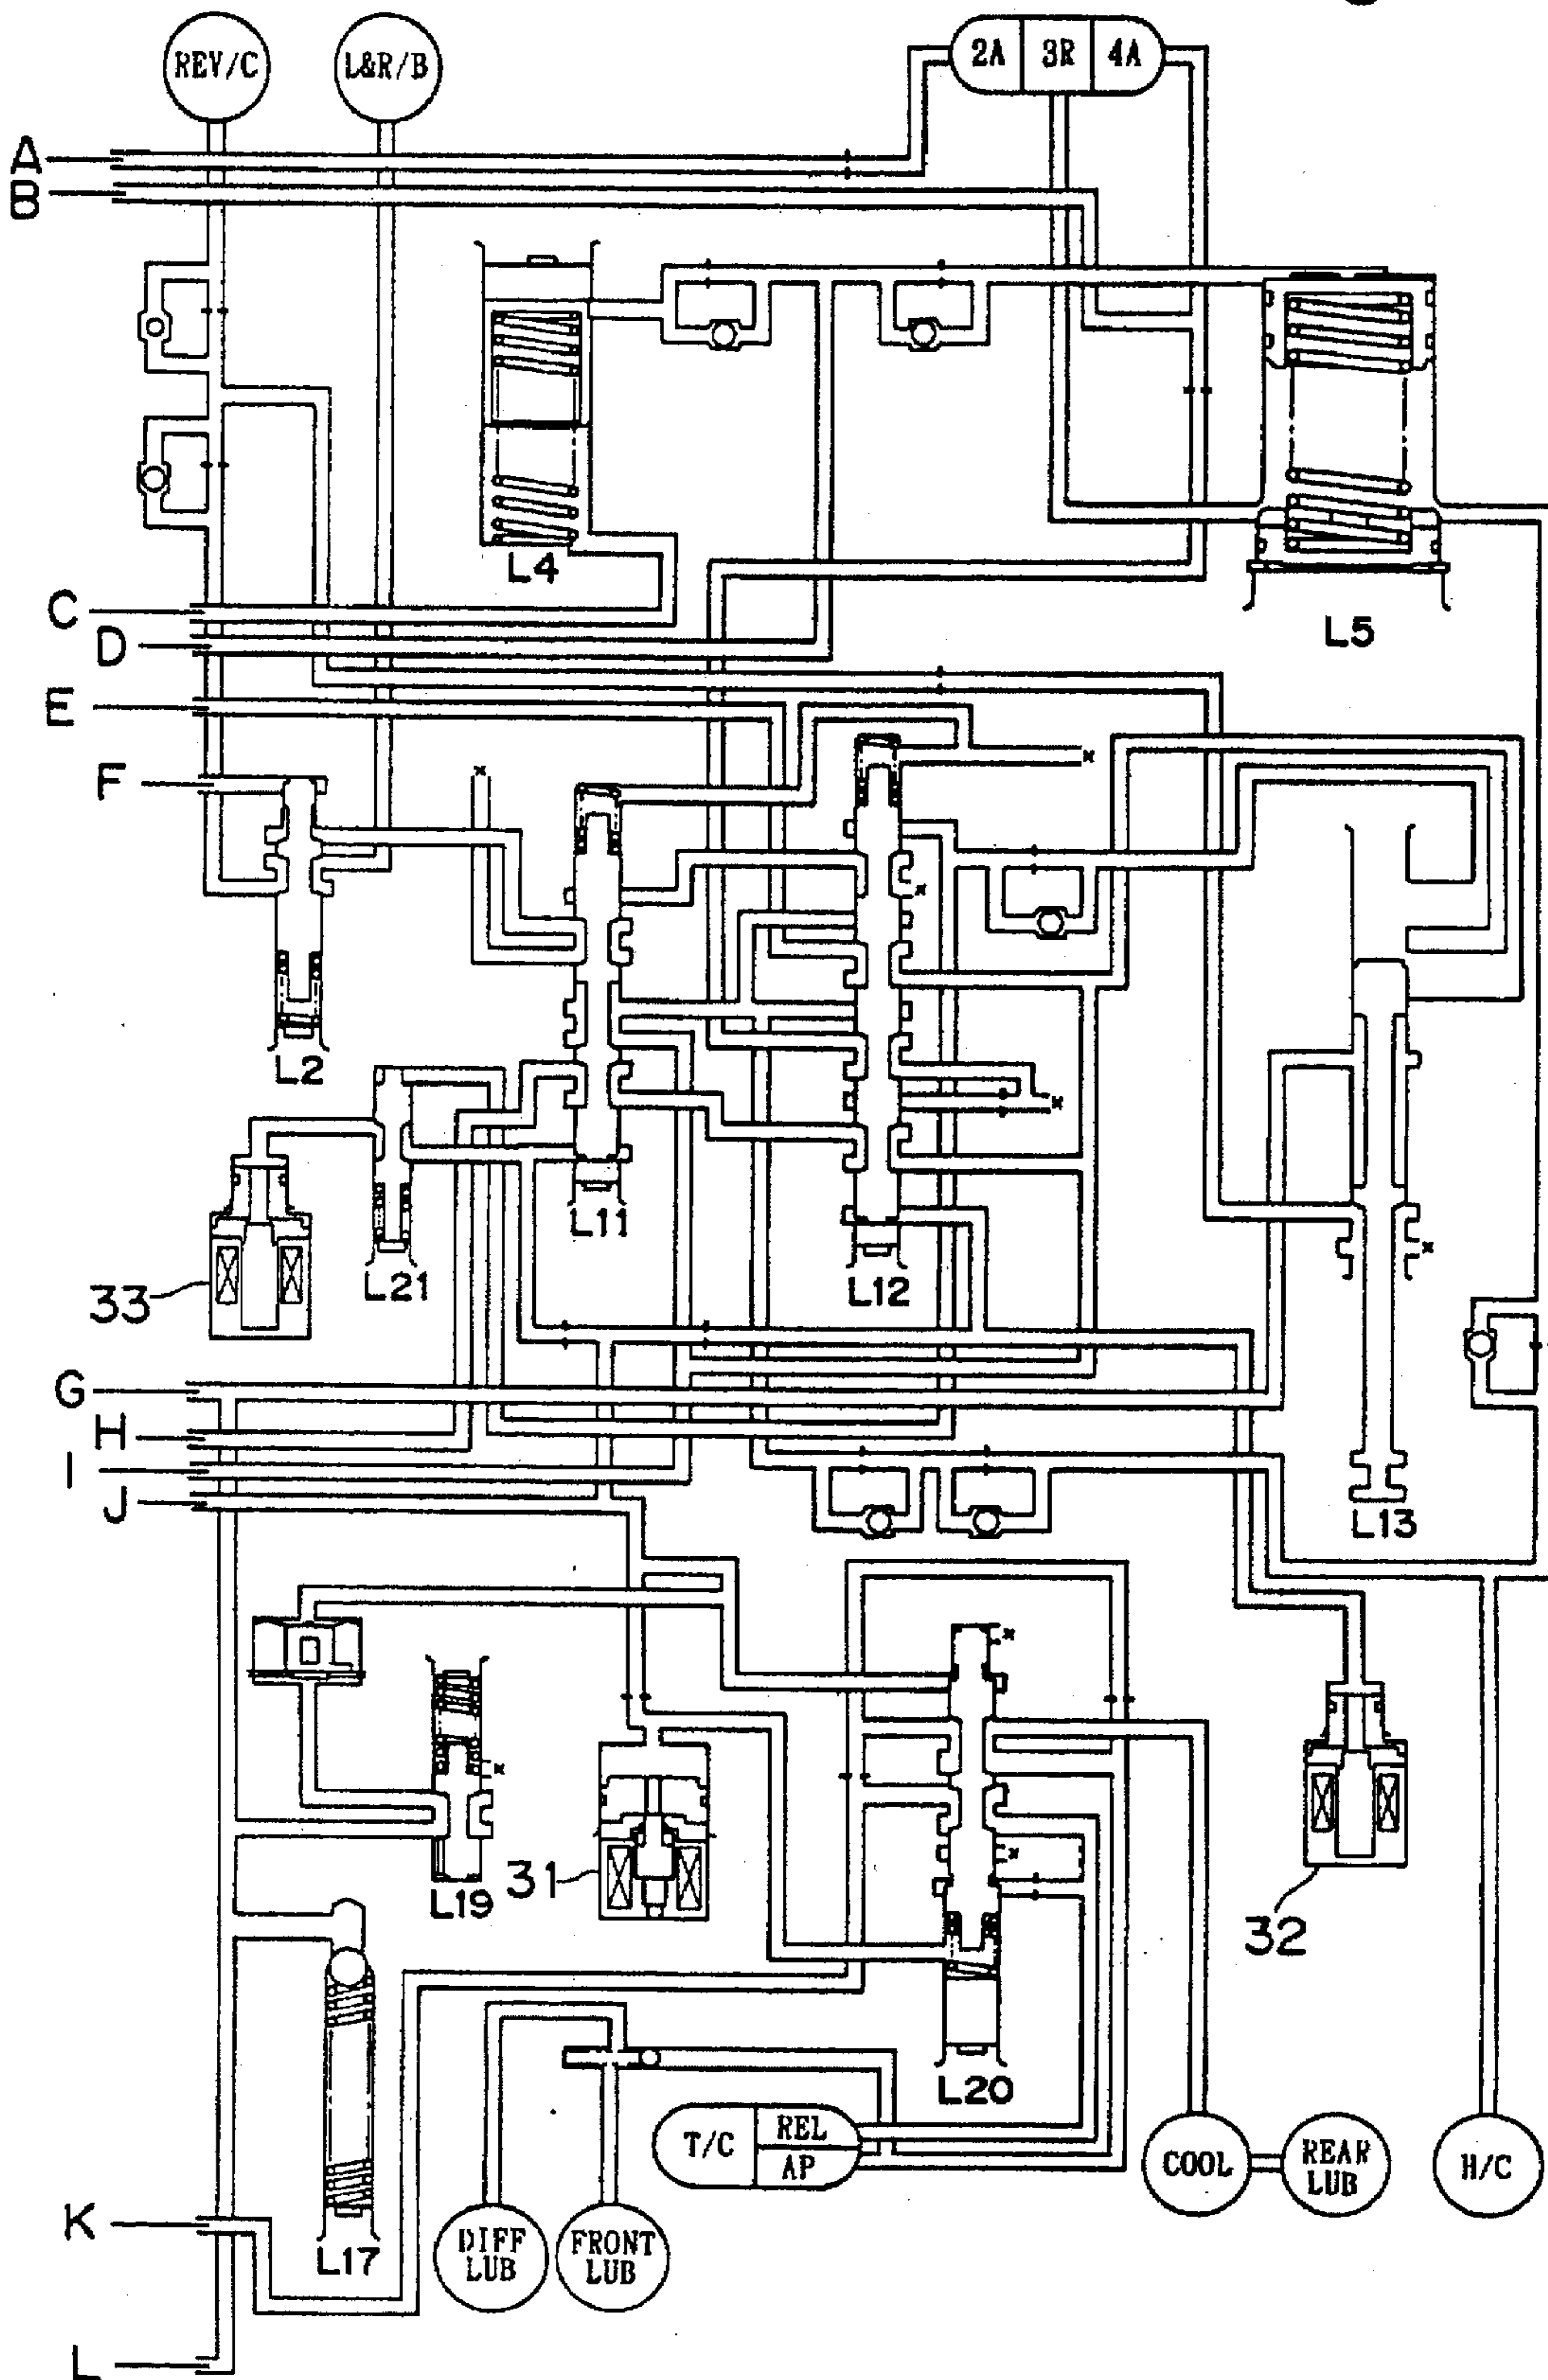 REV/C
L&R/B
2A 3R 4A
A
B
L4
L5
C
D
E
F
x
x
x
L2
x
L11
L21
L12
33
x
G
H
I
J
L13
x
x
L19
31
x
32
L20
T/C REL
AP
COOL
REAR
LUB
H/C
K
L17
DIFF
LUB
FRONT
LUB
L